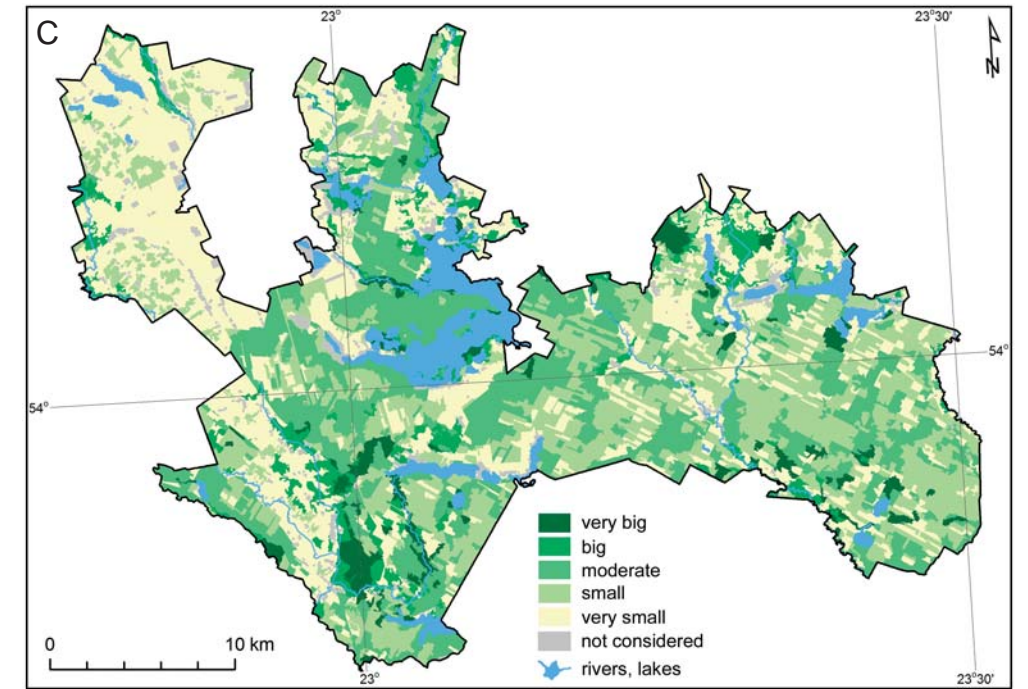 C
23°
23°30'
54°
54°
very big
big
moderate
small
very small
not considered
rivers, lakes
0 10 km
23°
23°30'
N